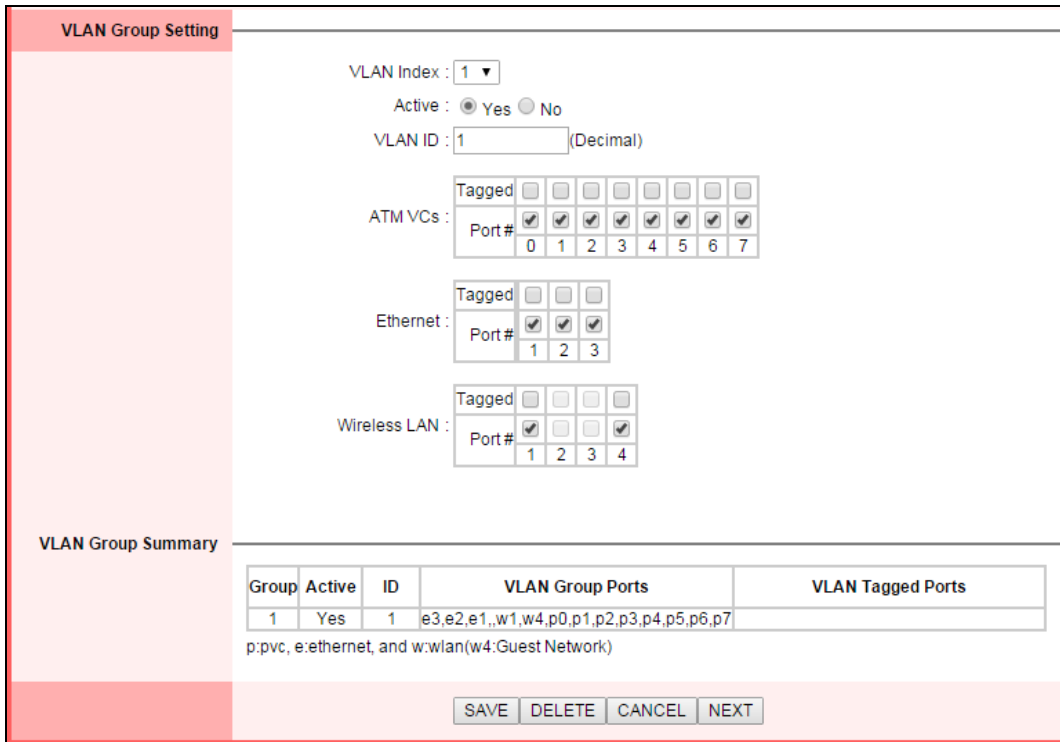 VLAN Group Setting
VLAN Index : 1
Active : Yes No
VLAN ID : 1 (Decimal)
ATM VCs : Tagged
Port #
0 1 2 3 4 5 6 7
Ethernet : Tagged
Port #
1 2 3
Wireless LAN : Tagged
Port #
1 2 3 4
VLAN Group Summary
Group Active ID VLAN Group Ports VLAN Tagged Ports
1 Yes 1 e3,e2,e1,,w1,w4,p0,p1,p2,p3,p4,p5,p6,p7
p:pvc, e:ethernet, and w:wlan(w4:Guest Network)
SAVE DELETE CANCEL NEXT